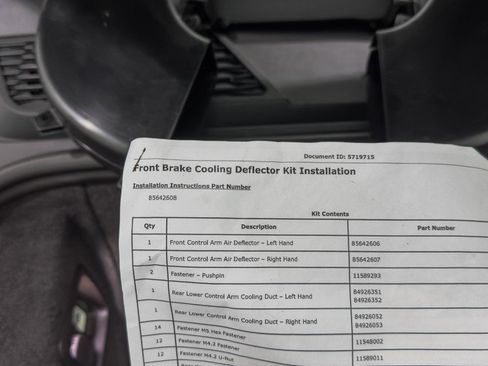 Document ID: 5719715
Front Brake Cooling Deflector Kit Installation
Installation Instructions Part Number
85642608
Kit Contents
Qty Description Part Number
1 Front Control Arm Air Deflector – Left Hand 85642606
1 Front Control Arm Air Deflector – Right Hand 85642607
2 Fastener – Pushpin 11589293
1 Rear Lower Control Arm Cooling Duct – Left Hand 84926351
84926352
1 Rear Lower Control Arm Cooling Duct – Right Hand 84926052
84926053
14 Fastener M5 Hex Fastener
12 Fastener M4.2 Fastener 11548002
12 Fastener M4.2 U-Nut 11589011